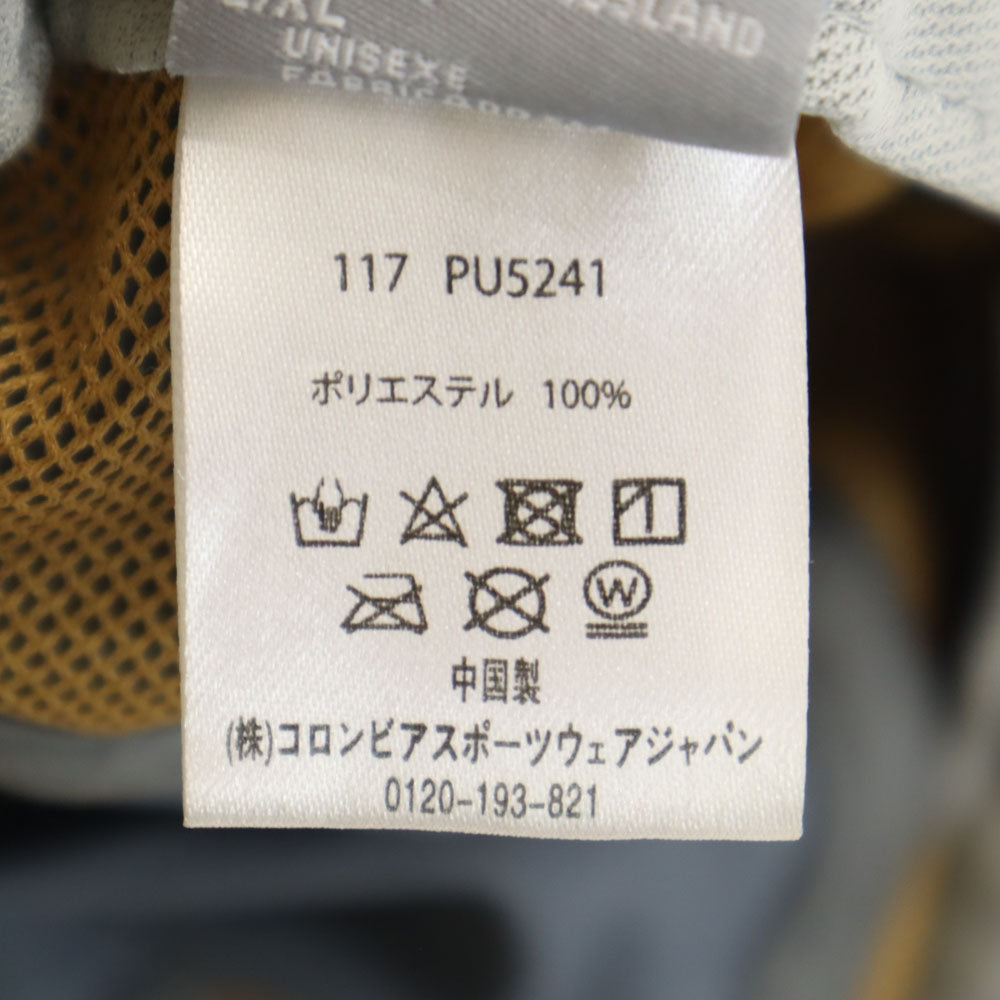 L/XL
UNISEXE
117 PU5241
ポリエステル 100%
W
中国製
(株)コロンビアスポーツウェアジャパン
0120-193-821